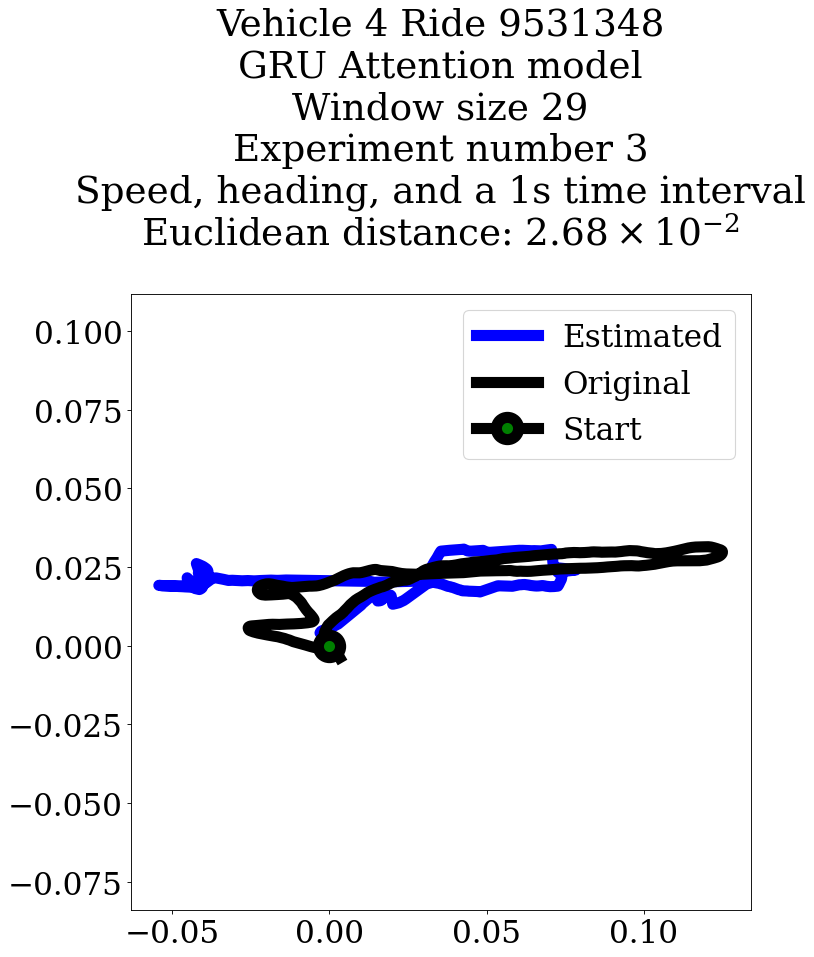 Vehicle 4 Ride 9531348
GRU Attention model
Window size 29
Experiment number 3
Speed, heading, and a 1s time interval
Euclidean distance: 2.68 × 10⁻²
Estimated
Original
Start
0.100
0.075
0.050
0.025
0.000
−0.025
−0.050
−0.075
−0.05 0.00 0.05 0.10